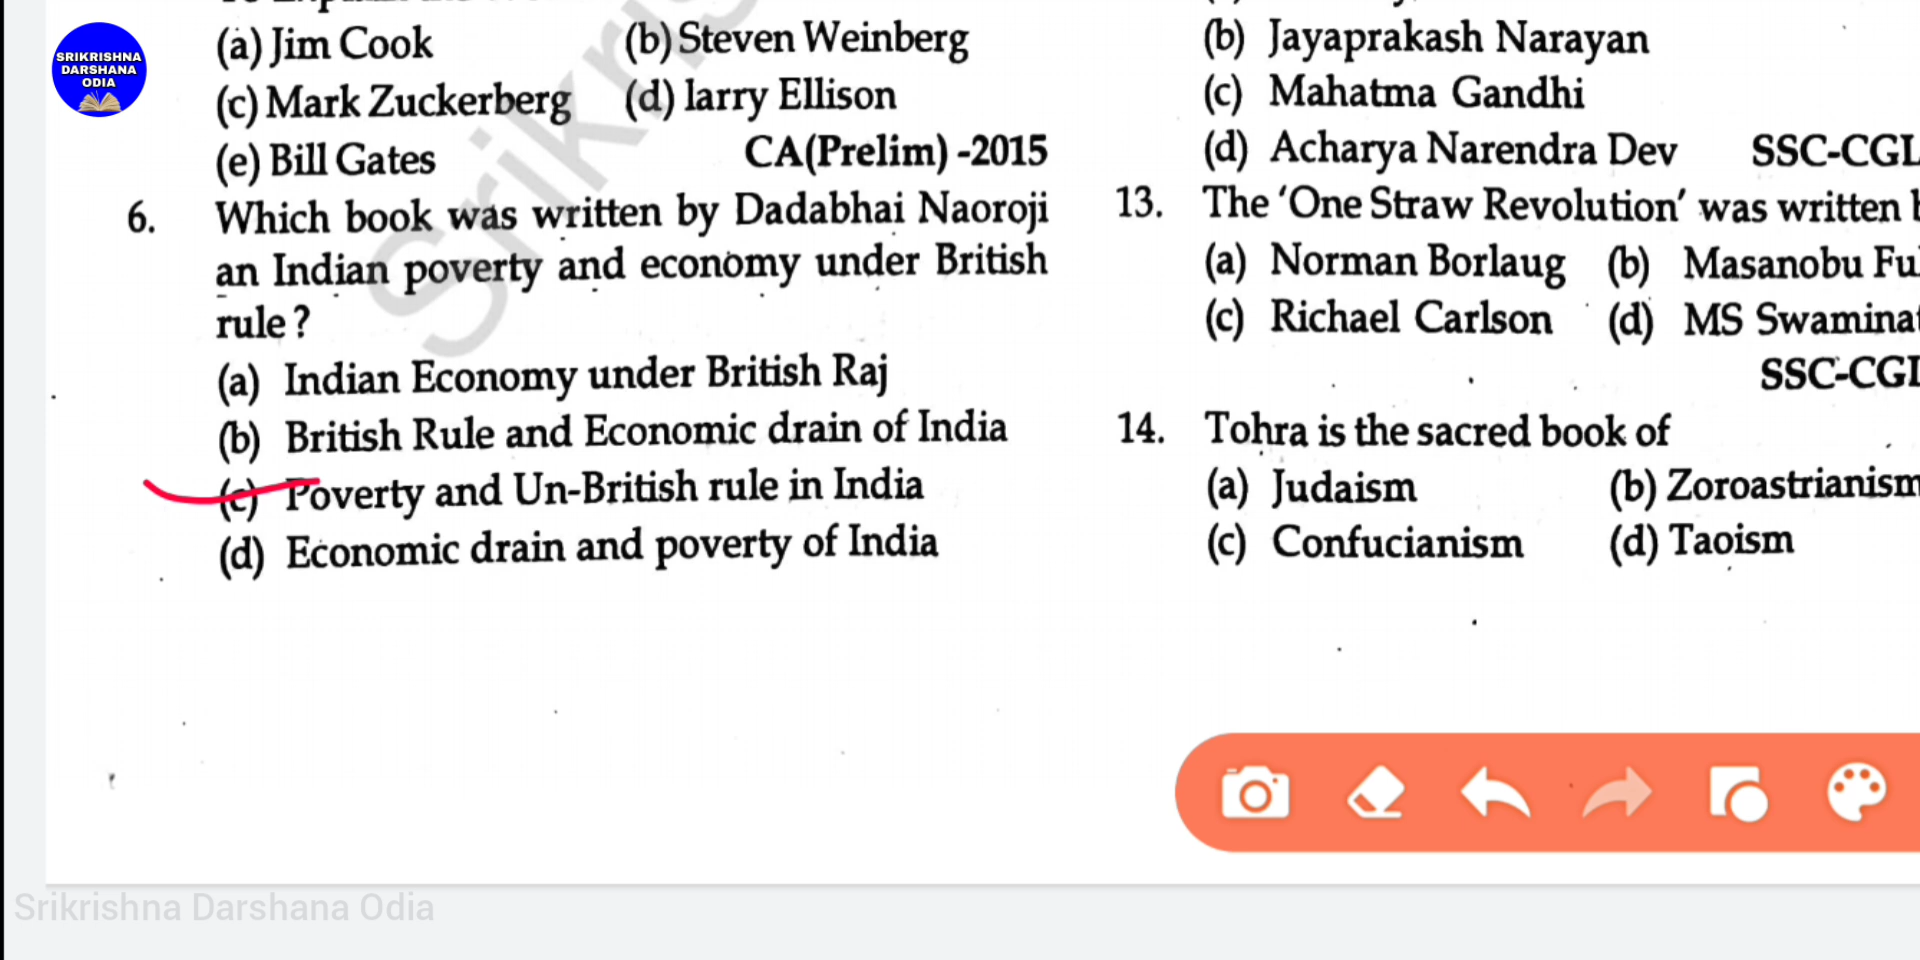 SRIKRISHNA
DARSHANA
ODIA
(a) Jim Cook (b) Steven Weinberg
(c) Mark Zuckerberg (d) larry Ellison
(e) Bill Gates CA(Prelim) -2015
6. Which book was written by Dadabhai Naoroji
an Indian poverty and economy under British
rule?
(a) Indian Economy under British Raj
(b) British Rule and Economic drain of India
(c) Poverty and Un-British rule in India
(d) Economic drain and poverty of India
(b) Jayaprakash Narayan
(c) Mahatma Gandhi
(d) Acharya Narendra Dev SSC-CGL
13. The 'One Straw Revolution' was written
(a) Norman Borlaug (b) Masanobu Fu
(c) Richael Carlson (d) MS Swamina
SSC-CGL
14. Tohra is the sacred book of
(a) Judaism (b) Zoroastrianism
(c) Confucianism (d) Taoism
Srikris
Srikrishna Darshana Odia